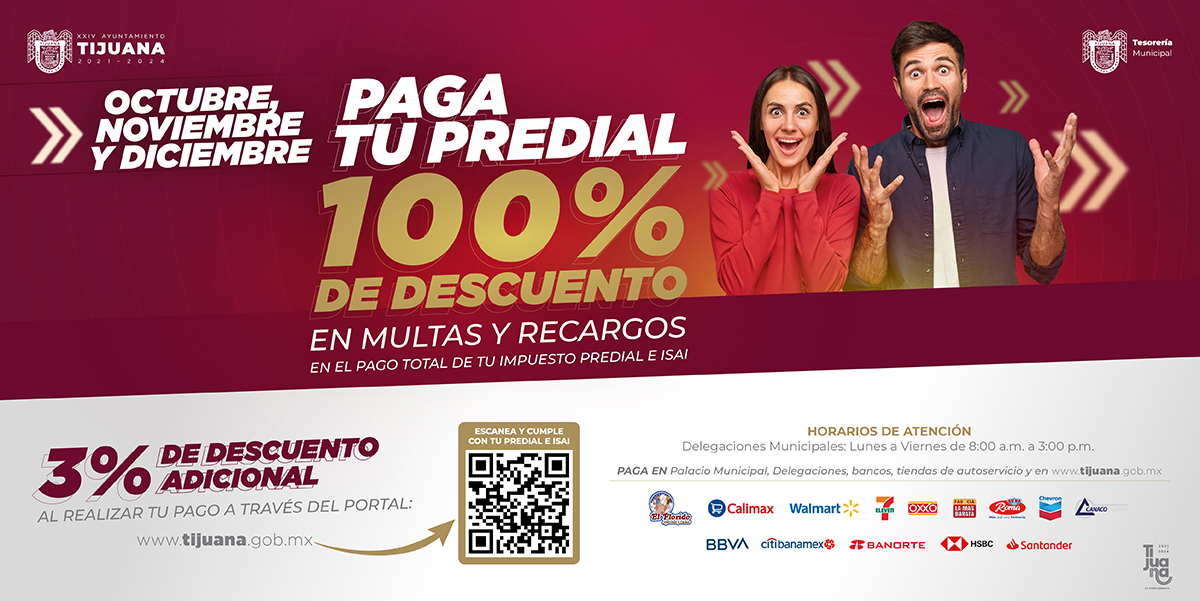 XXIV AYUNTAMIENTO
TIJUANA
2021 - 2024
Tesorería
Municipal
OCTUBRE,
NOVIEMBRE
Y DICIEMBRE
PAGA
TU PREDIAL
100%
DE DESCUENTO
EN MULTAS Y RECARGOS
EN EL PAGO TOTAL DE TU IMPUESTO PREDIAL E ISAI
3% DE DESCUENTO
ADICIONAL
AL REALIZAR TU PAGO A TRAVÉS DEL PORTAL:
www.tijuana.gob.mx
ESCANEA Y CUMPLE
CON TU PREDIAL E ISAI
HORARIOS DE ATENCIÓN
Delegaciones Municipales: Lunes a Viernes de 8:00 a.m. a 3:00 p.m.
PAGA EN Palacio Municipal, Delegaciones, bancos, tiendas de autoservicio y en www.tijuana.gob.mx
El Florido
Calimax
Walmart
7 ELEVEN
OXXO
FARMACIA
LA MAS
BARATA
Roma
Chevron
CANACO
BBVA
citibanamex
BANORTE
HSBC
Santander
Tijuana
2021
2024